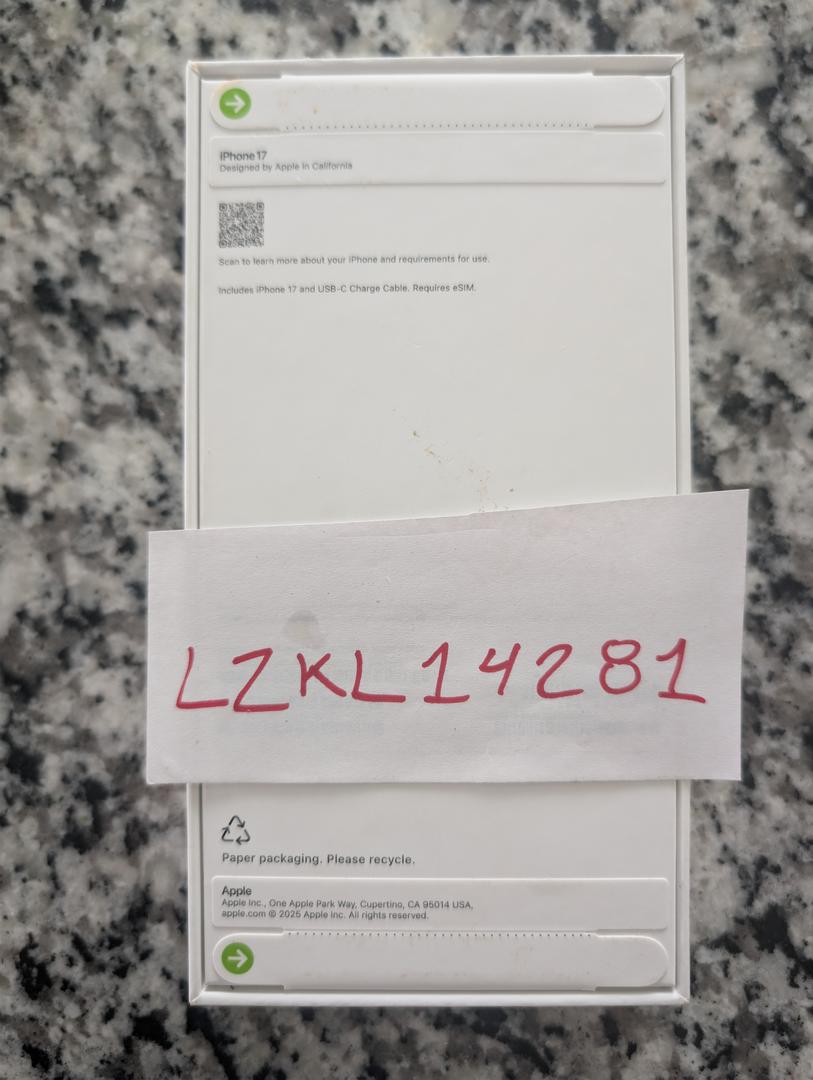 iPhone 17
Designed by Apple in California
Scan to learn more about your iPhone and requirements for use.
Includes iPhone 17 and USB-C Charge Cable. Requires eSIM.
LZKL14281
Paper packaging. Please recycle.
Apple
Apple Inc., One Apple Park Way, Cupertino, CA 95014 USA,
apple.com © 2025 Apple Inc. All rights reserved.